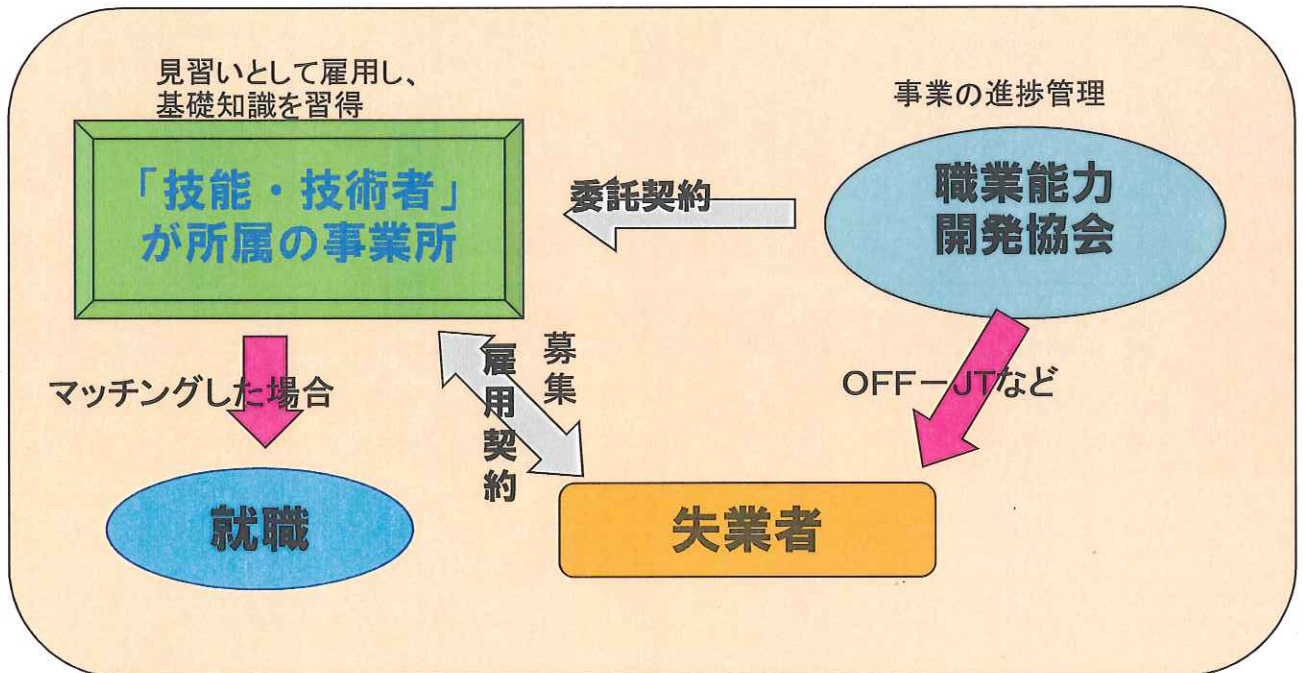 見習いとして雇用し、
基礎知識を習得
事業の進捗管理
「技能・技術者」
が所属の事業所
委託契約
職業能力
開発協会
マッチングした場合
雇用契約
募集
OFF－JTなど
就職
失業者